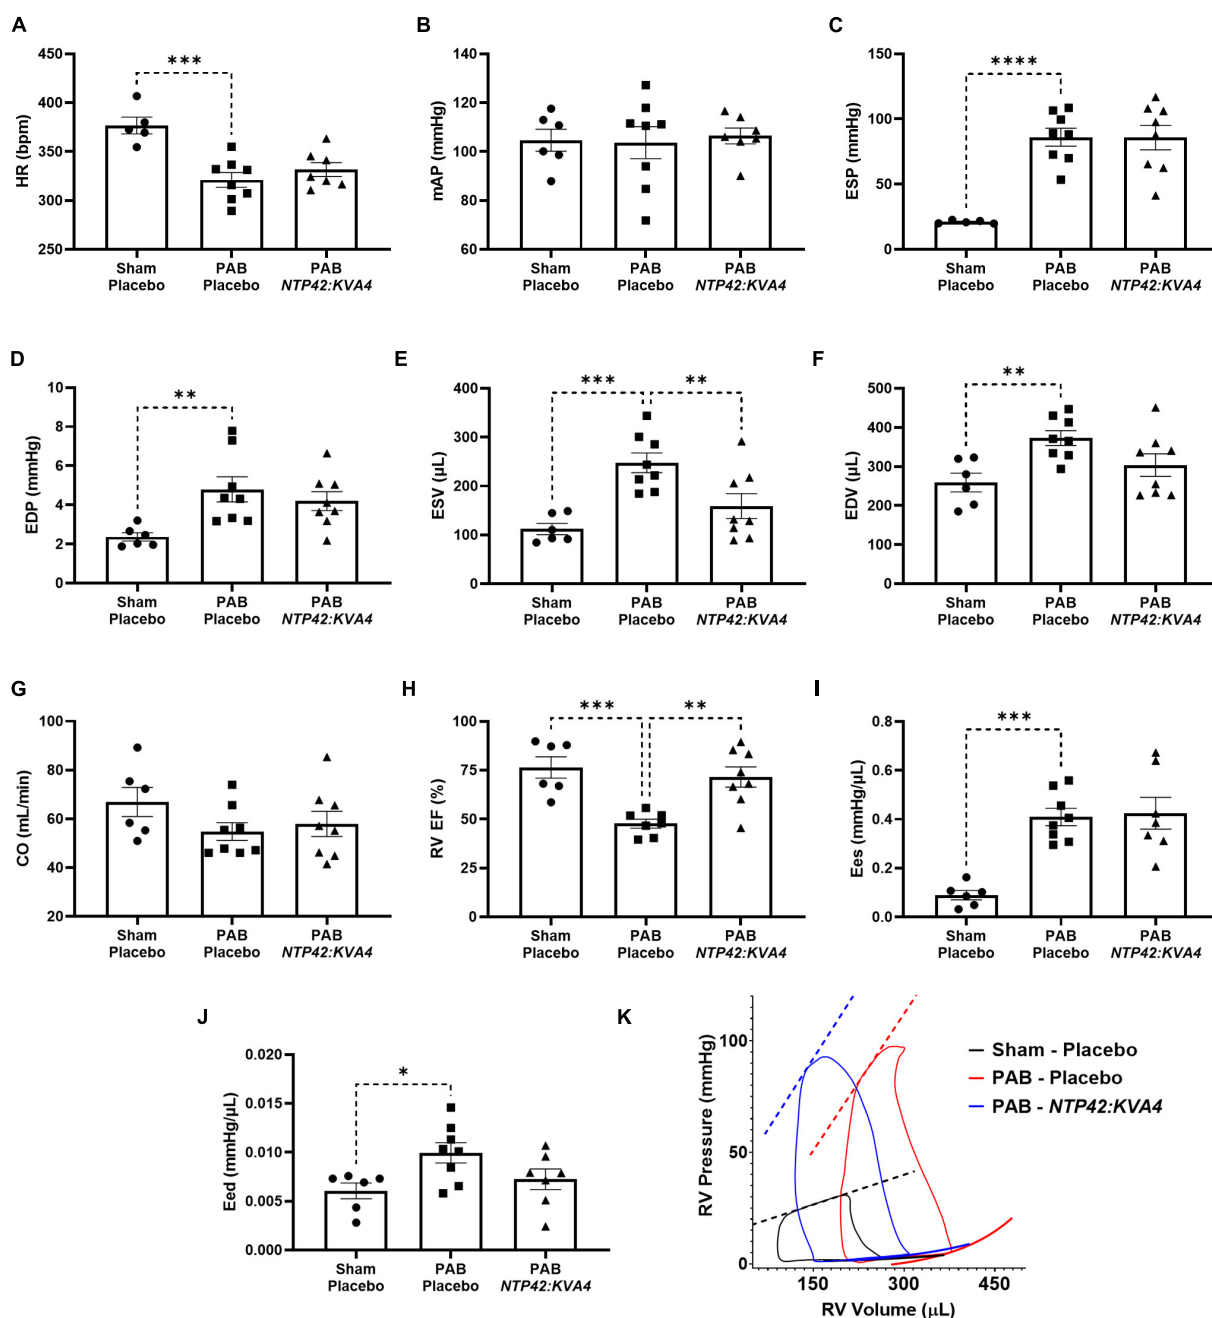 A
HR (bpm)
450
400
350
300
250
***
Sham
Placebo
PAB
Placebo
PAB
NTP42:KVA4
B
mAP (mmHg)
140
120
100
80
60
Sham
Placebo
PAB
Placebo
PAB
NTP42:KVA4
C
ESP (mmHg)
150
100
50
0
****
Sham
Placebo
PAB
Placebo
PAB
NTP42:KVA4
D
EDP (mmHg)
10
8
6
4
2
0
**
Sham
Placebo
PAB
Placebo
PAB
NTP42:KVA4
E
ESV (µL)
400
300
200
100
0
***
**
Sham
Placebo
PAB
Placebo
PAB
NTP42:KVA4
F
EDV (µL)
500
400
300
200
100
0
**
Sham
Placebo
PAB
Placebo
PAB
NTP42:KVA4
G
CO (mL/min)
100
80
60
40
20
Sham
Placebo
PAB
Placebo
PAB
NTP42:KVA4
H
RV EF (%)
100
75
50
25
0
***
**
Sham
Placebo
PAB
Placebo
PAB
NTP42:KVA4
I
Ees (mmHg/µL)
0.8
0.6
0.4
0.2
0.0
***
Sham
Placebo
PAB
Placebo
PAB
NTP42:KVA4
J
Eed (mmHg/µL)
0.020
0.015
0.010
0.005
0.000
*
Sham
Placebo
PAB
Placebo
PAB
NTP42:KVA4
K
RV Pressure (mmHg)
100
50
0
150
300
450
RV Volume (µL)
Sham - Placebo
PAB - Placebo
PAB - NTP42:KVA4